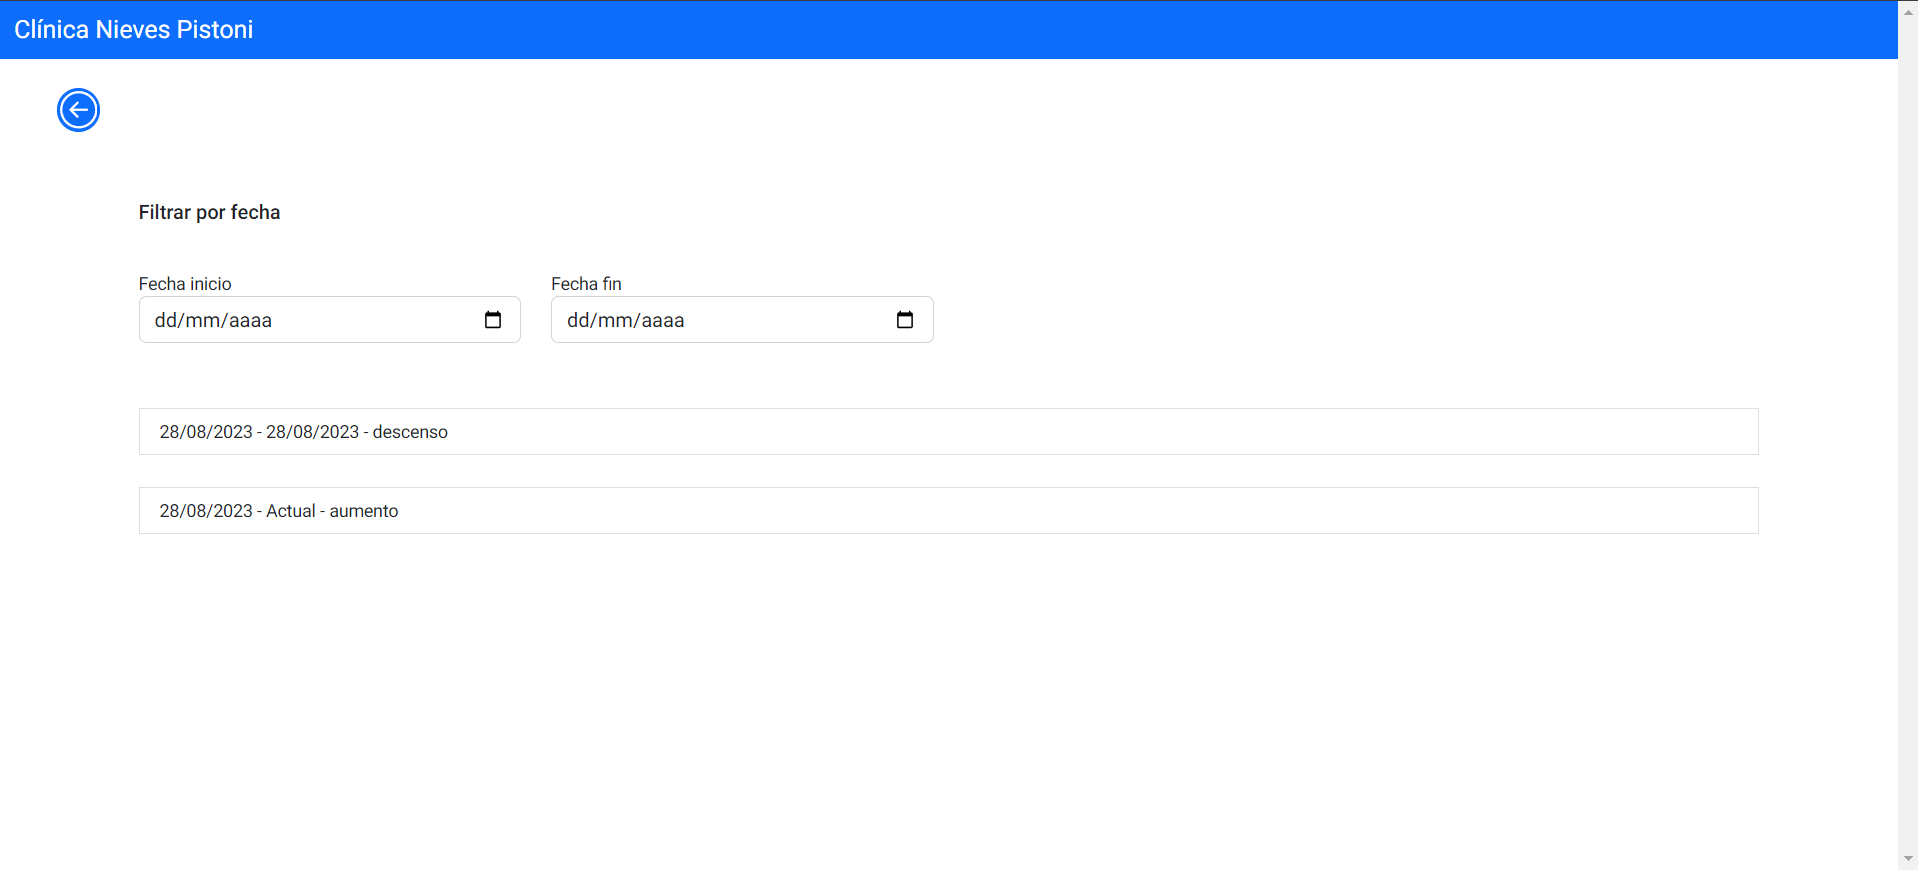 Clínica Nieves Pistoni
Filtrar por fecha
Fecha inicio
Fecha fin
dd/mm/aaaa
dd/mm/aaaa
28/08/2023 - 28/08/2023 - descenso
28/08/2023 - Actual - aumento